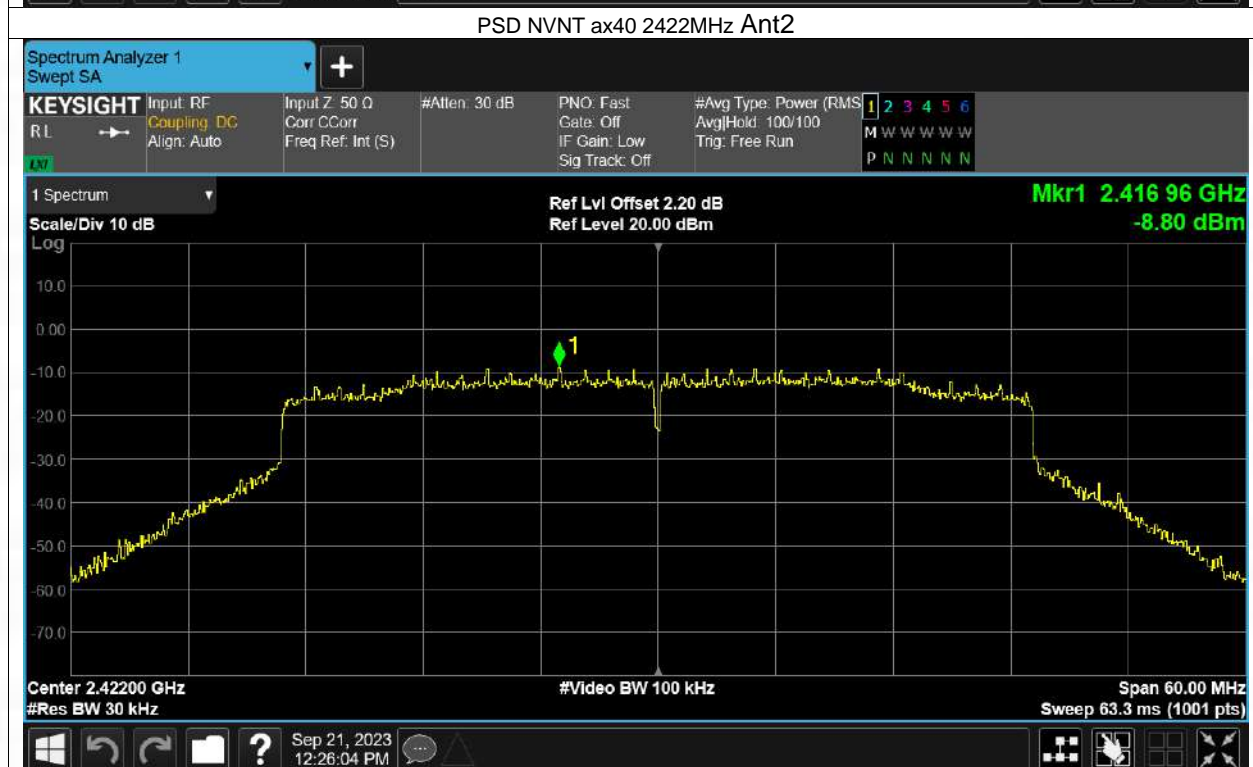 PSD NVNT ax40 2422MHz Ant2
Spectrum Analyzer 1
Swept SA
+
KEYSIGHT
RL
LXI
Input: RF
Coupling: DC
Align: Auto
Input Z: 50 Ω
Corr CCorr
Freq Ref: Int (S)
#Atten: 30 dB
PNO: Fast
Gate: Off
IF Gain: Low
Sig Track: Off
#Avg Type: Power (RMS
Avg|Hold: 100/100
Trig: Free Run
1 2 3 4 5 6
M W W W W W
P N N N N N
1 Spectrum
Scale/Div 10 dB
Log
Ref Lvl Offset 2.20 dB
Ref Level 20.00 dBm
Mkr1 2.416 96 GHz
-8.80 dBm
10.0
0.00
-10.0
-20.0
-30.0
-40.0
-50.0
-60.0
-70.0
1
Center 2.42200 GHz
#Res BW 30 kHz
#Video BW 100 kHz
Span 60.00 MHz
Sweep 63.3 ms (1001 pts)
?
Sep 21, 2023
12:26:04 PM